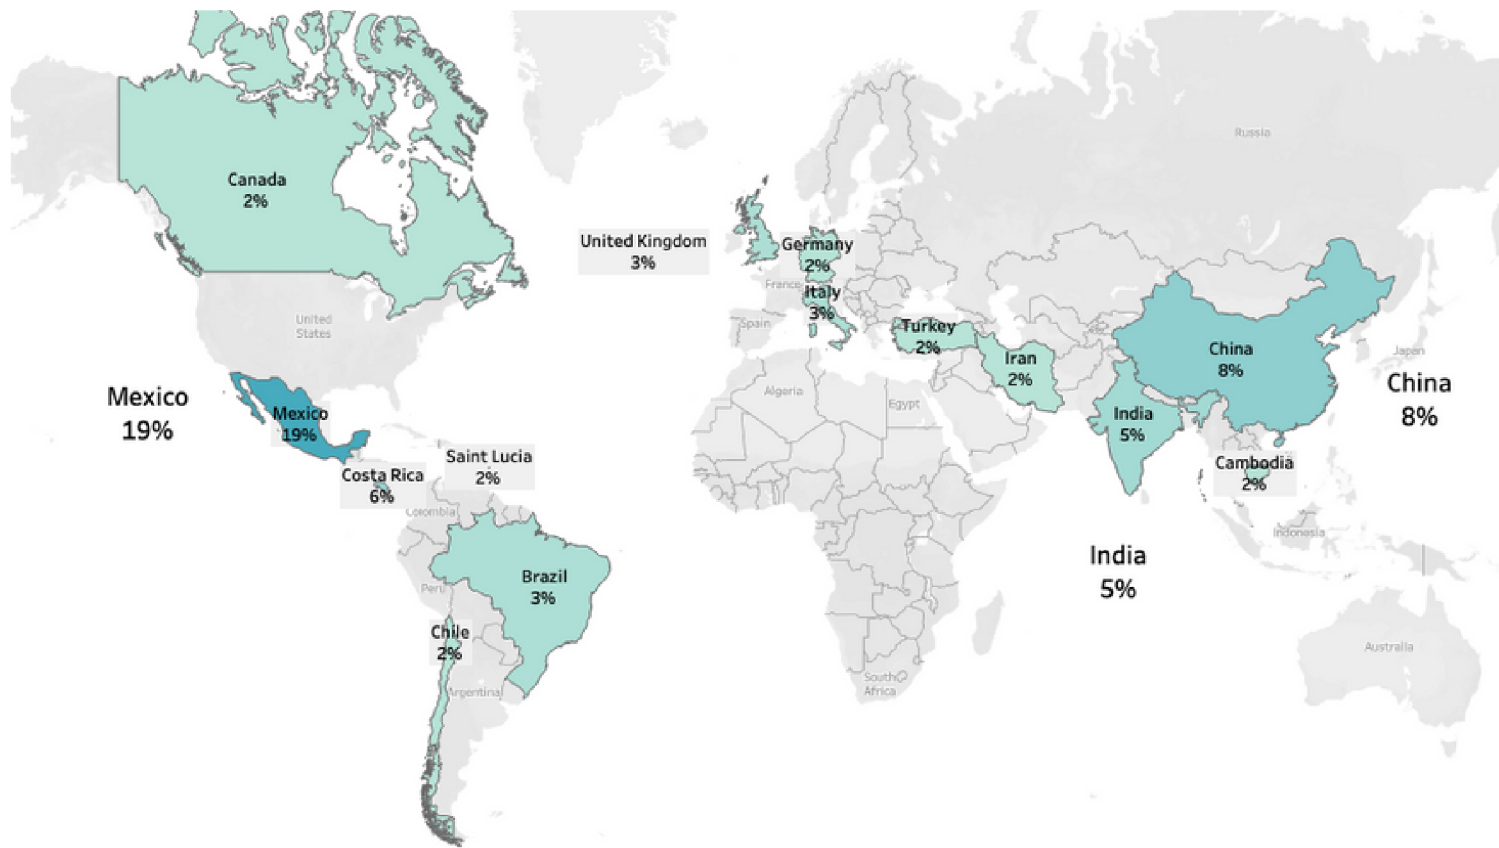 Russia
Canada
2%
United Kingdom
3%
Germany
2%
France
Italy
3%
United
States
Spain
Turkey
2%
Iran
2%
China
8%
Japan
Mexico
19%
Mexico
19%
Algeria
Egypt
India
5%
China
8%
Saint Lucia
2%
Costa Rica
6%
Colombia
Cambodia
2%
Indonesia
India
5%
Brazil
3%
Peru
Chile
2%
Argentina
South
Africa
Australia